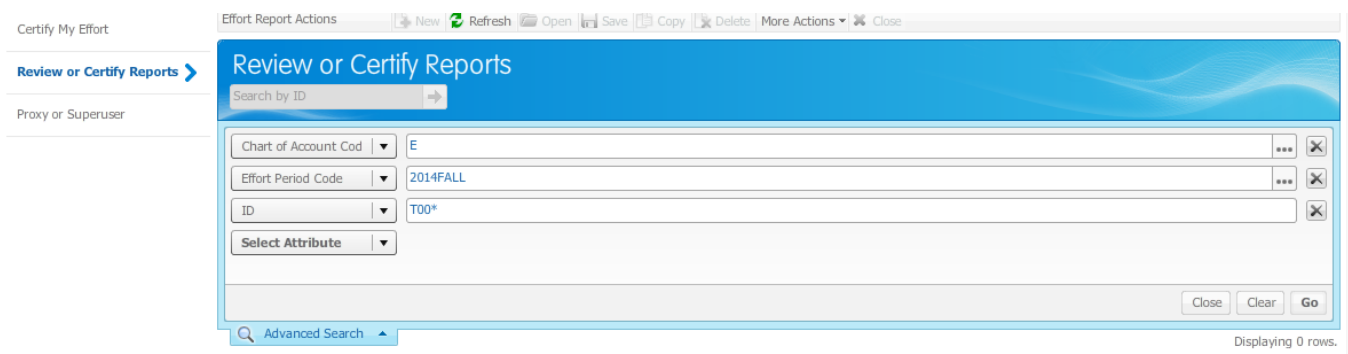 Certify My Effort
Review or Certify Reports
Proxy or Superuser
Effort Report Actions New Refresh Open Save Copy Delete More Actions Close
Review or Certify Reports
Search by ID
Chart of Account Cod E ...
Effort Period Code 2014FALL ...
ID T00*
Select Attribute
Close Clear Go
Advanced Search
Displaying 0 rows.